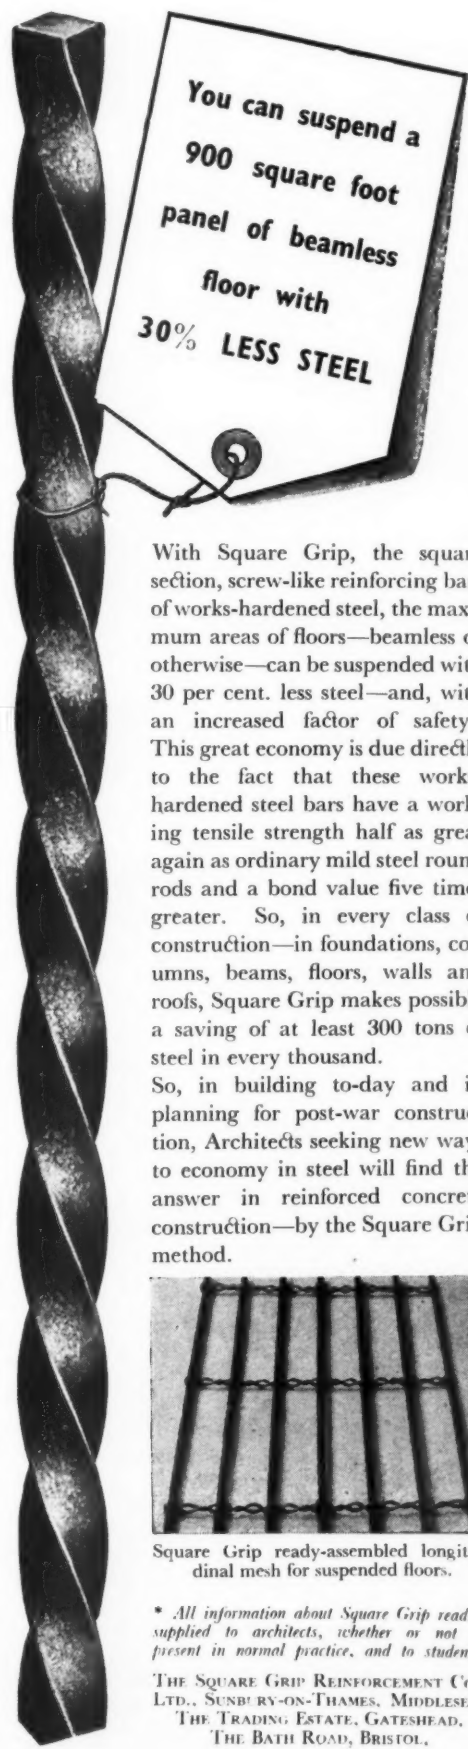 You can suspend a
900 square foot
panel of beamless
floor with
30% LESS STEEL
With Square Grip, the squar
section, screw-like reinforcing ba
of works-hardened steel, the max
mum areas of floors—beamless o
otherwise—can be suspended wit
30 per cent. less steel—and, wit
an increased factor of safety
This great economy is due directl
to the fact that these work
hardened steel bars have a work
ing tensile strength half as grea
again as ordinary mild steel roun
rods and a bond value five time
greater. So, in every class o
construction—in foundations, co
umns, beams, floors, walls an
roofs, Square Grip makes possib
a saving of at least 300 tons o
steel in every thousand.
So, in building to-day and i
planning for post-war construc
tion, Architects seeking new way
to economy in steel will find th
answer in reinforced concre
construction—by the Square Gri
method.
Square Grip ready-assembled longit
dinal mesh for suspended floors.
* All information about Square Grip read
supplied to architects, whether or not
present in normal practice, and to studen
THE SQUARE GRIP REINFORCEMENT Co
LTD., SUNBURY-ON-THAMES, MIDDLESE
THE TRADING ESTATE, GATESHEAD,
THE BATH ROAD, BRISTOL,